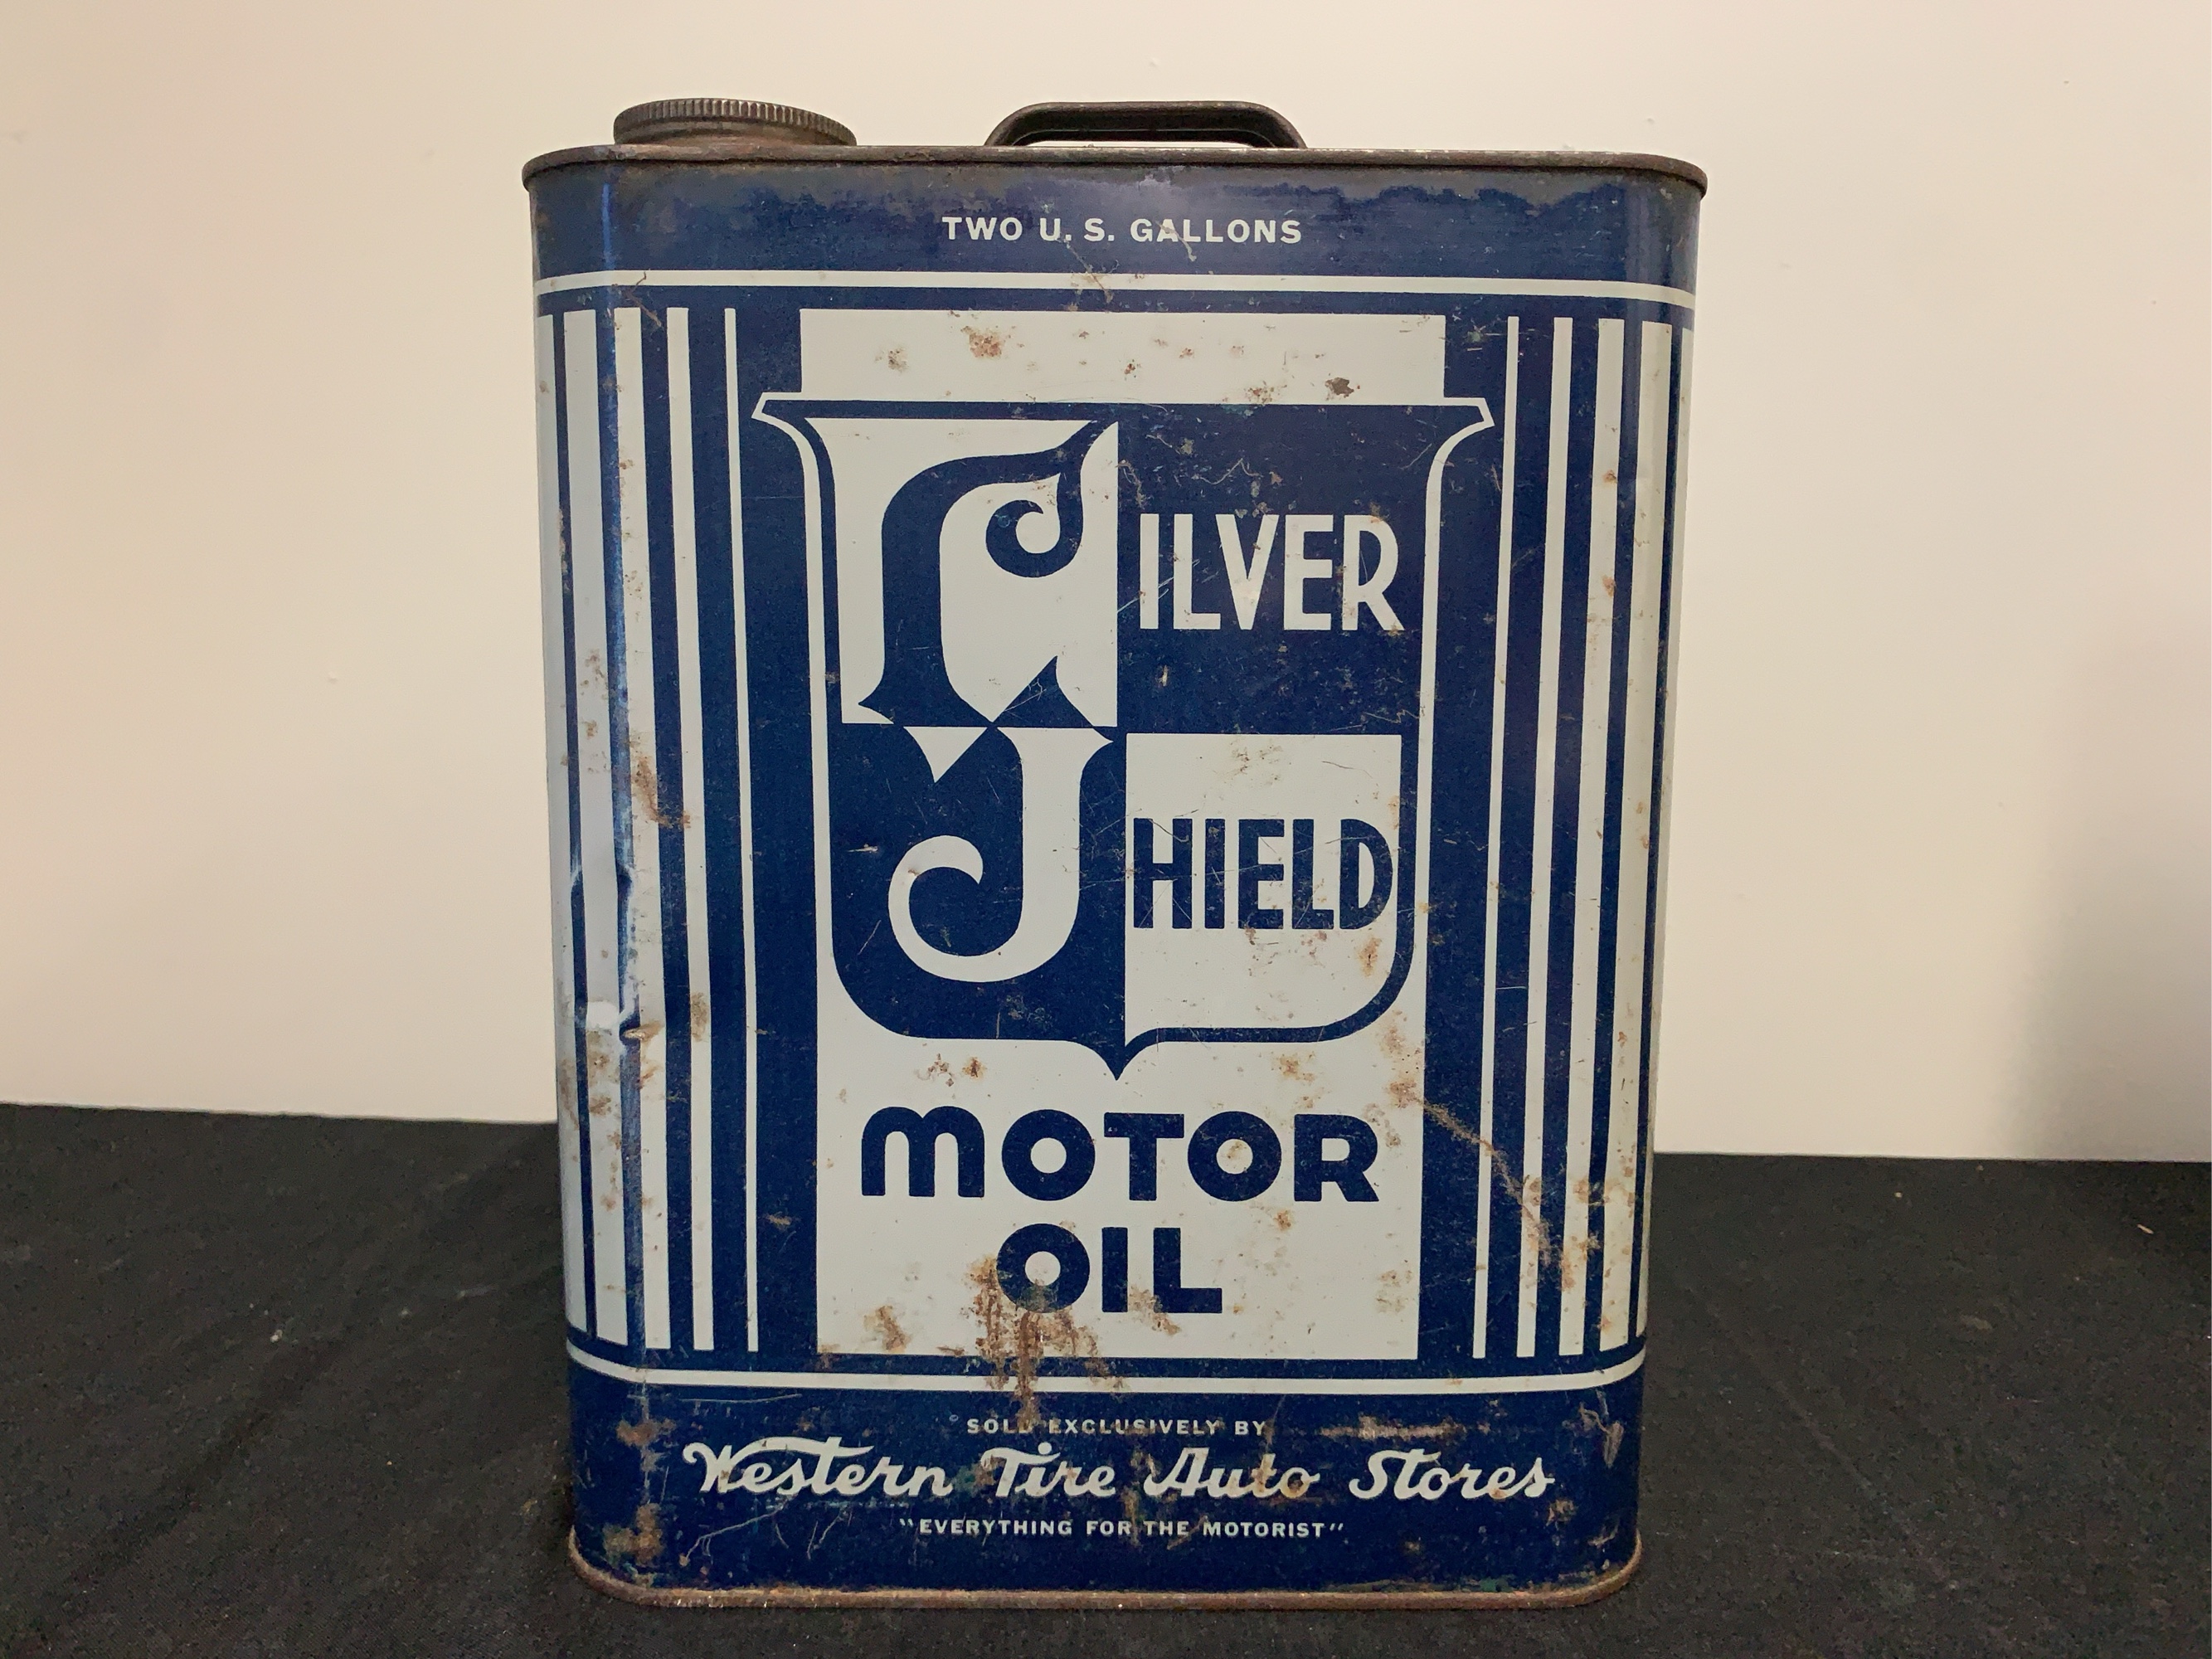 TWO U. S. GALLONS
SILVER
SHIELD
MOTOR
OIL
SOLD EXCLUSIVELY BY
Western Tire Auto Stores
"EVERYTHING FOR THE MOTORIST"